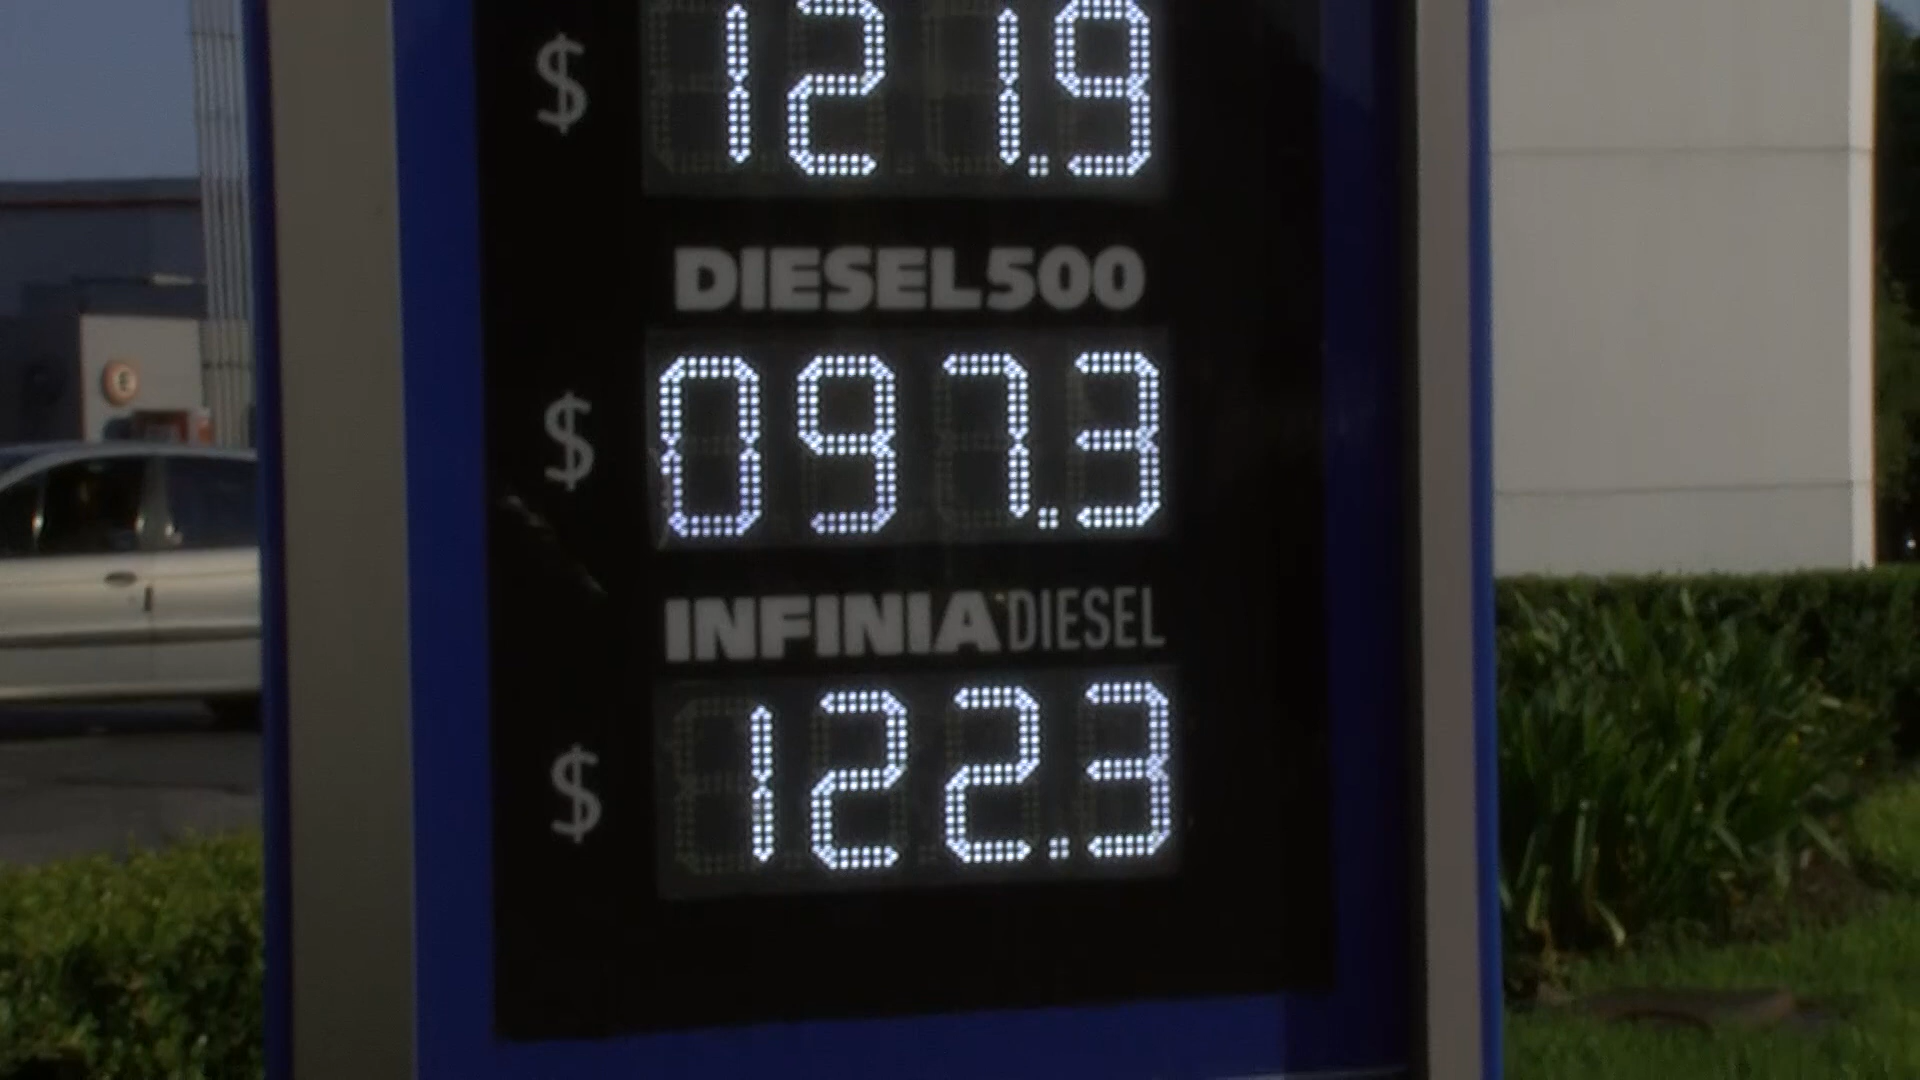 $ 121.9
DIESEL500
$ 097.3
INFINIA DIESEL
$ 122.3
E